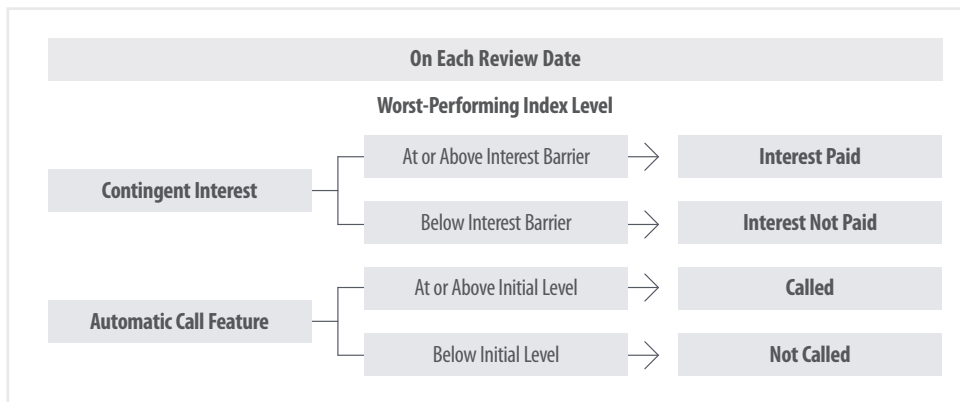 On Each Review Date
Worst-Performing Index Level
Contingent Interest
At or Above Interest Barrier
Interest Paid
Below Interest Barrier
Interest Not Paid
Automatic Call Feature
At or Above Initial Level
Called
Below Initial Level
Not Called